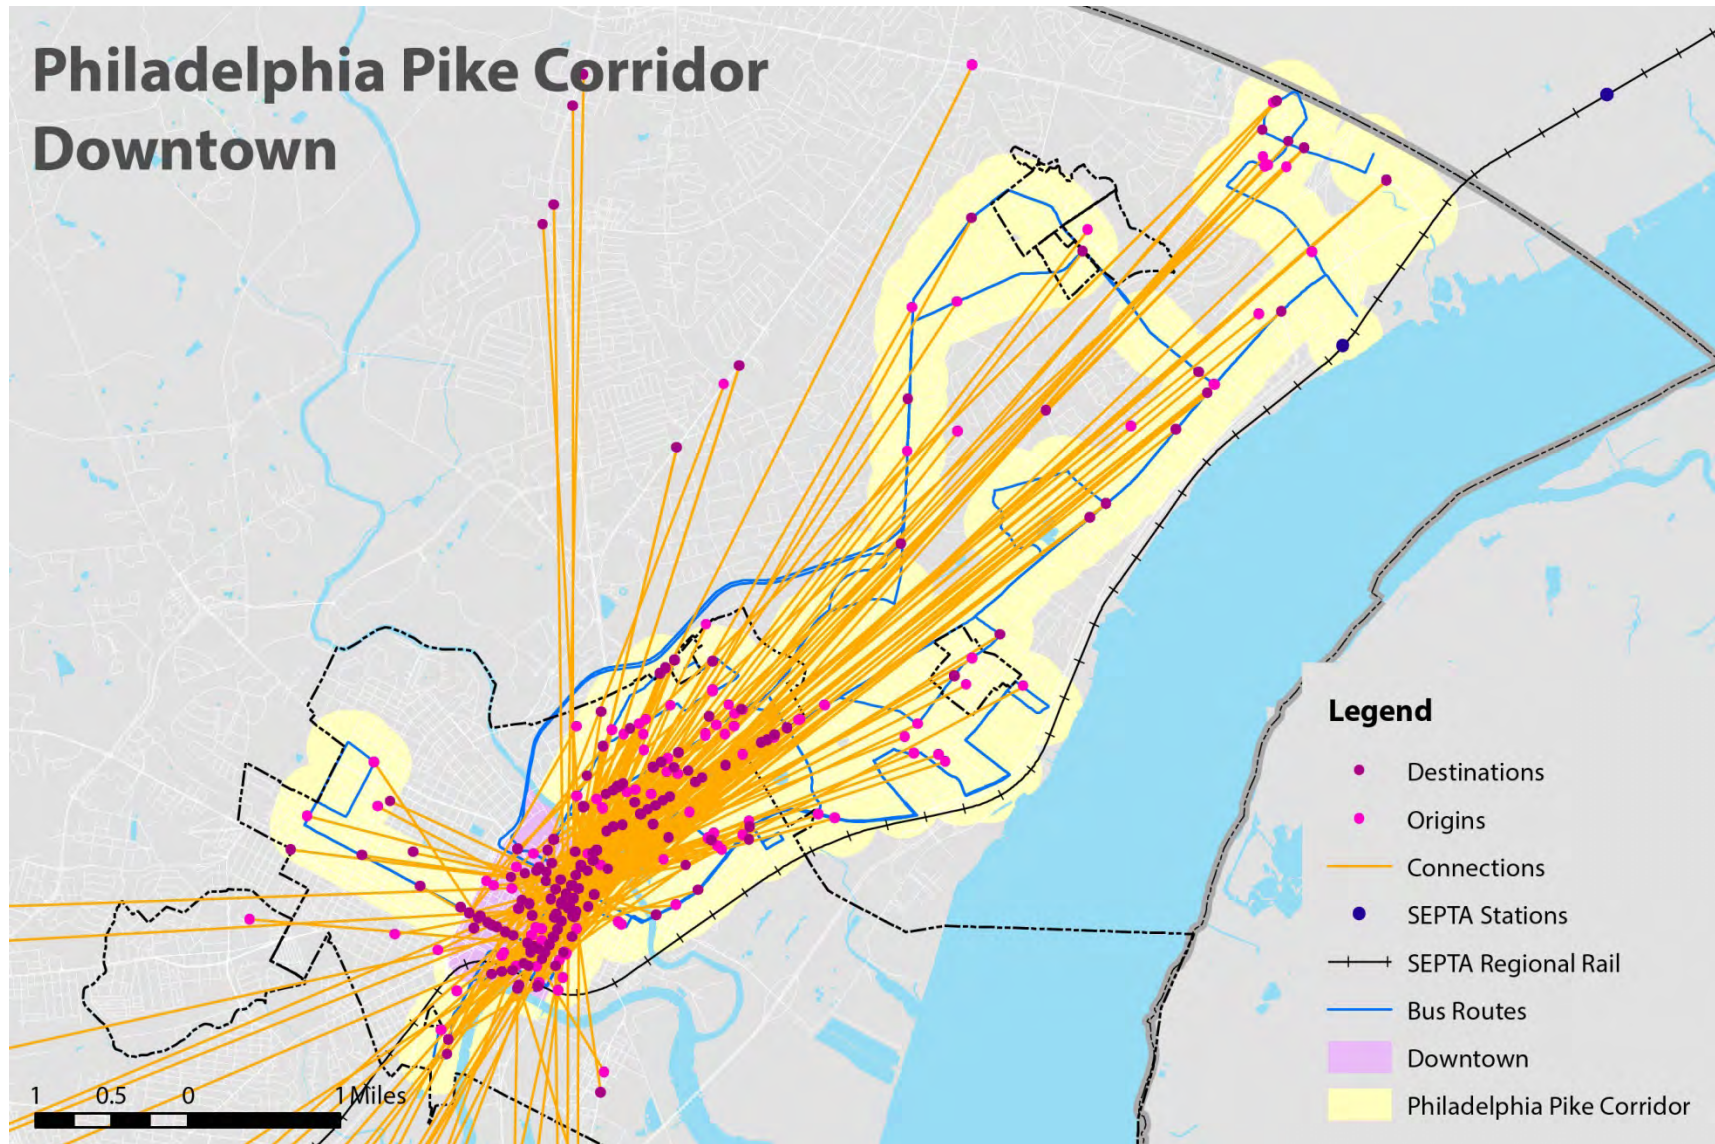 Philadelphia Pike Corridor
Downtown
Legend
Destinations
Origins
Connections
SEPTA Stations
SEPTA Regional Rail
Bus Routes
Downtown
Philadelphia Pike Corridor
1 0.5 0 1 Miles